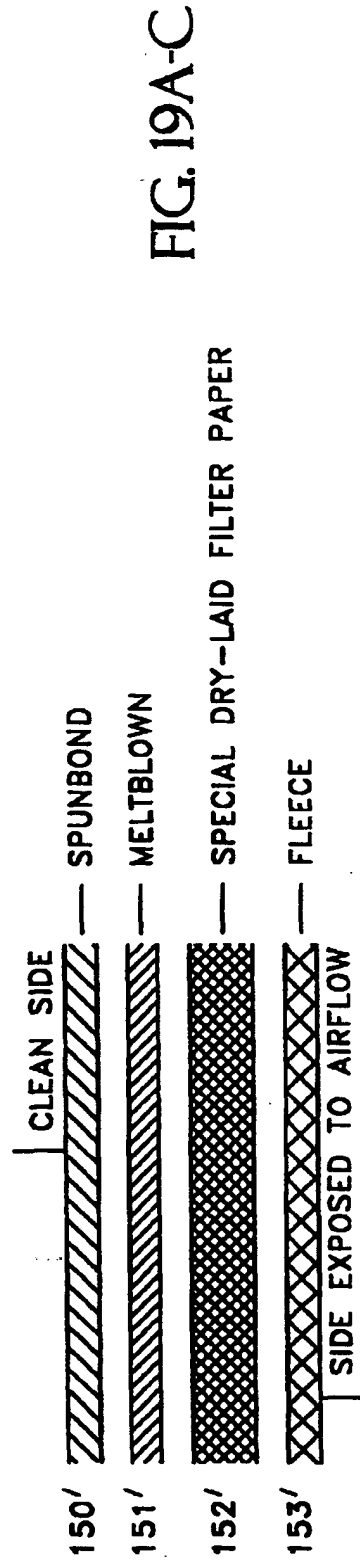 CLEAN SIDE
150′ SPUNBOND
151′ MELTBLOWN
152′ SPECIAL DRY-LAID FILTER PAPER
153′ FLEECE
SIDE EXPOSED TO AIRFLOW
FIG. 19A-C